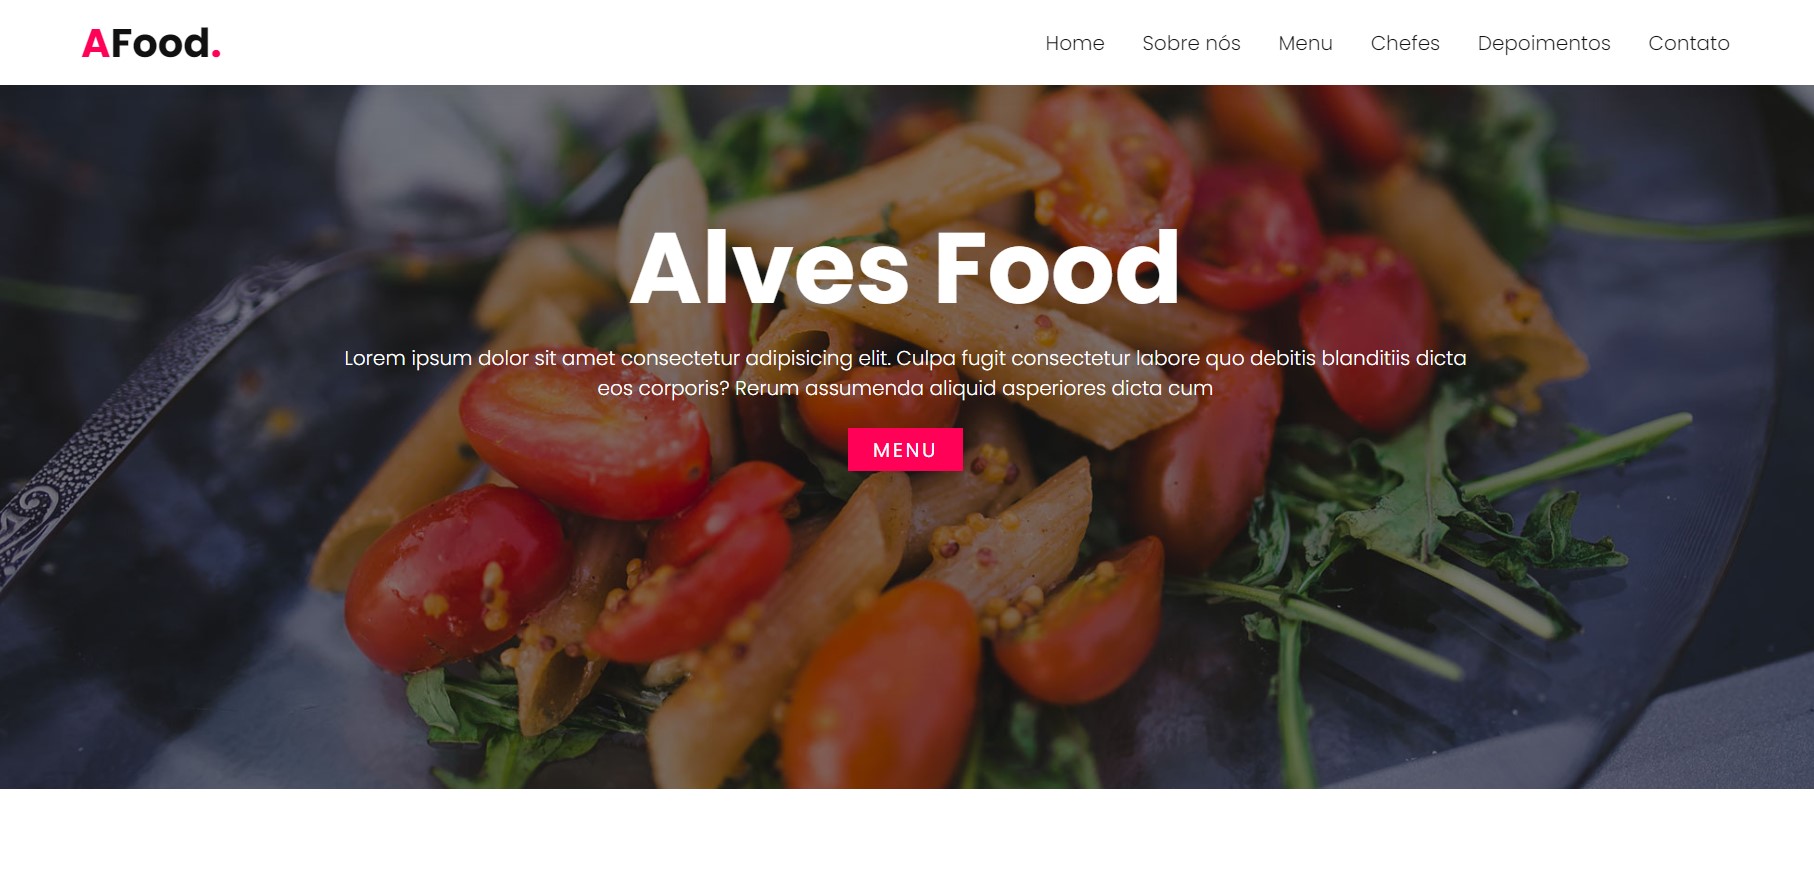 AFood.
Home Sobre nós Menu Chefes Depoimentos Contato
Alves Food
Lorem ipsum dolor sit amet consectetur adipisicing elit. Culpa fugit consectetur labore quo debitis blanditiis dicta
eos corporis? Rerum assumenda aliquid asperiores dicta cum
MENU